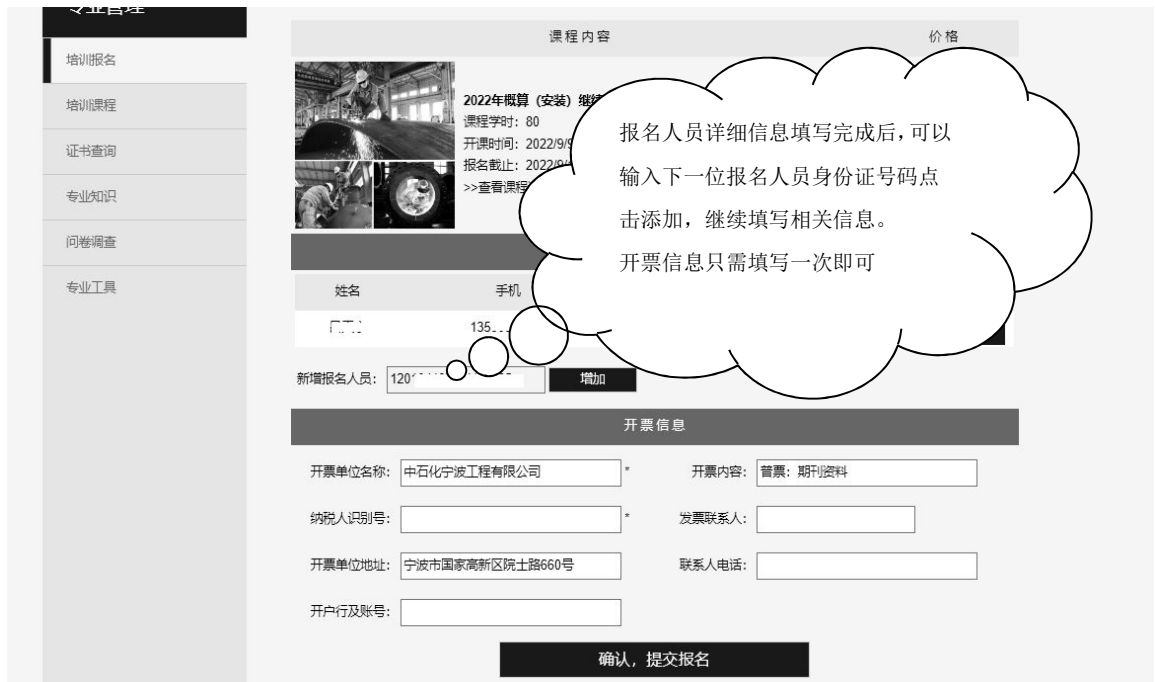 专业管理
培训报名
培训课程
证书查询
专业知识
问卷调查
专业工具
课程内容 价格
2022年概算（安装）继续
课程学时：80
开课时间：2022/9/9
报名截止：2022/9/
>>查看课程
报名人员详细信息填写完成后，可以
输入下一位报名人员身份证号码点
击添加，继续填写相关信息。
开票信息只需填写一次即可
姓名 手机
135
新增报名人员： 120 增加
开票信息
开票单位名称： 中石化宁波工程有限公司 * 开票内容： 普票：期刊资料
纳税人识别号： * 发票联系人：
开票单位地址： 宁波市国家高新区院士路660号 联系人电话：
开户行及账号：
确认，提交报名